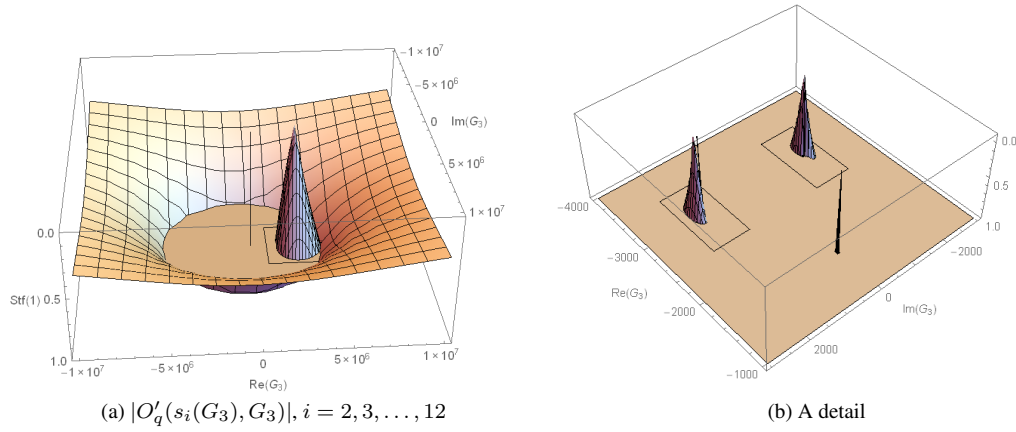 −1 × 10⁷
−5 × 10⁶
0
Im(G₃)
5 × 10⁶
1 × 10⁷
0.0
Stf(1)
0.5
1.0
−1 × 10⁷
−5 × 10⁶
0
5 × 10⁶
1 × 10⁷
Re(G₃)
(a) |O′_q(s_i(G₃), G₃)|, i = 2, 3, . . . , 12
0.0
0.5
1.0
−4000
−3000
Re(G₃)
−2000
−1000
−2000
0
Im(G₃)
2000
(b) A detail